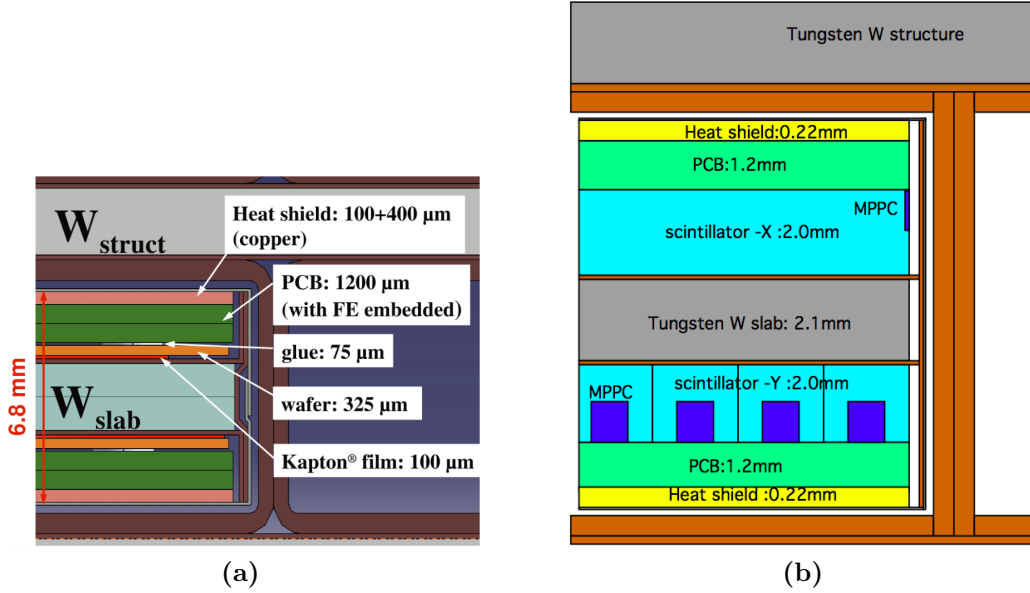 W struct
Heat shield: 100+400 µm
(copper)
PCB: 1200 µm
(with FE embedded)
glue: 75 µm
wafer: 325 µm
W slab
Kapton® film: 100 µm
6.8 mm
(a)
Tungsten W structure
Heat shield:0.22mm
PCB:1.2mm
MPPC
scintillator -X :2.0mm
Tungsten W slab: 2.1mm
scintillator -Y :2.0mm
MPPC
PCB:1.2mm
Heat shield :0.22mm
(b)